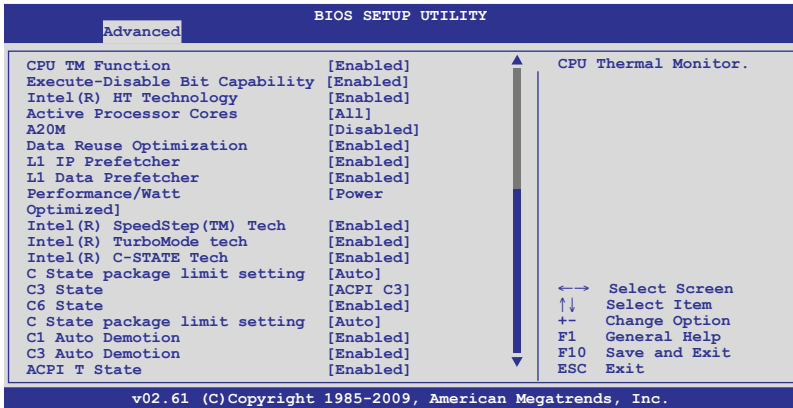 BIOS SETUP UTILITY
Advanced
CPU TM Function [Enabled]
Execute-Disable Bit Capability [Enabled]
Intel(R) HT Technology [Enabled]
Active Processor Cores [All]
A20M [Disabled]
Data Reuse Optimization [Enabled]
L1 IP Prefetcher [Enabled]
L1 Data Prefetcher [Enabled]
Performance/Watt [Power
Optimized]
Intel(R) SpeedStep(TM) Tech [Enabled]
Intel(R) TurboMode tech [Enabled]
Intel(R) C-STATE Tech [Enabled]
C State package limit setting [Auto]
C3 State [ACPI C3]
C6 State [Enabled]
C State package limit setting [Auto]
C1 Auto Demotion [Enabled]
C3 Auto Demotion [Enabled]
ACPI T State [Enabled]
CPU Thermal Monitor.
←→ Select Screen
↑↓ Select Item
+- Change Option
F1 General Help
F10 Save and Exit
ESC Exit
v02.61 (C)Copyright 1985-2009, American Megatrends, Inc.